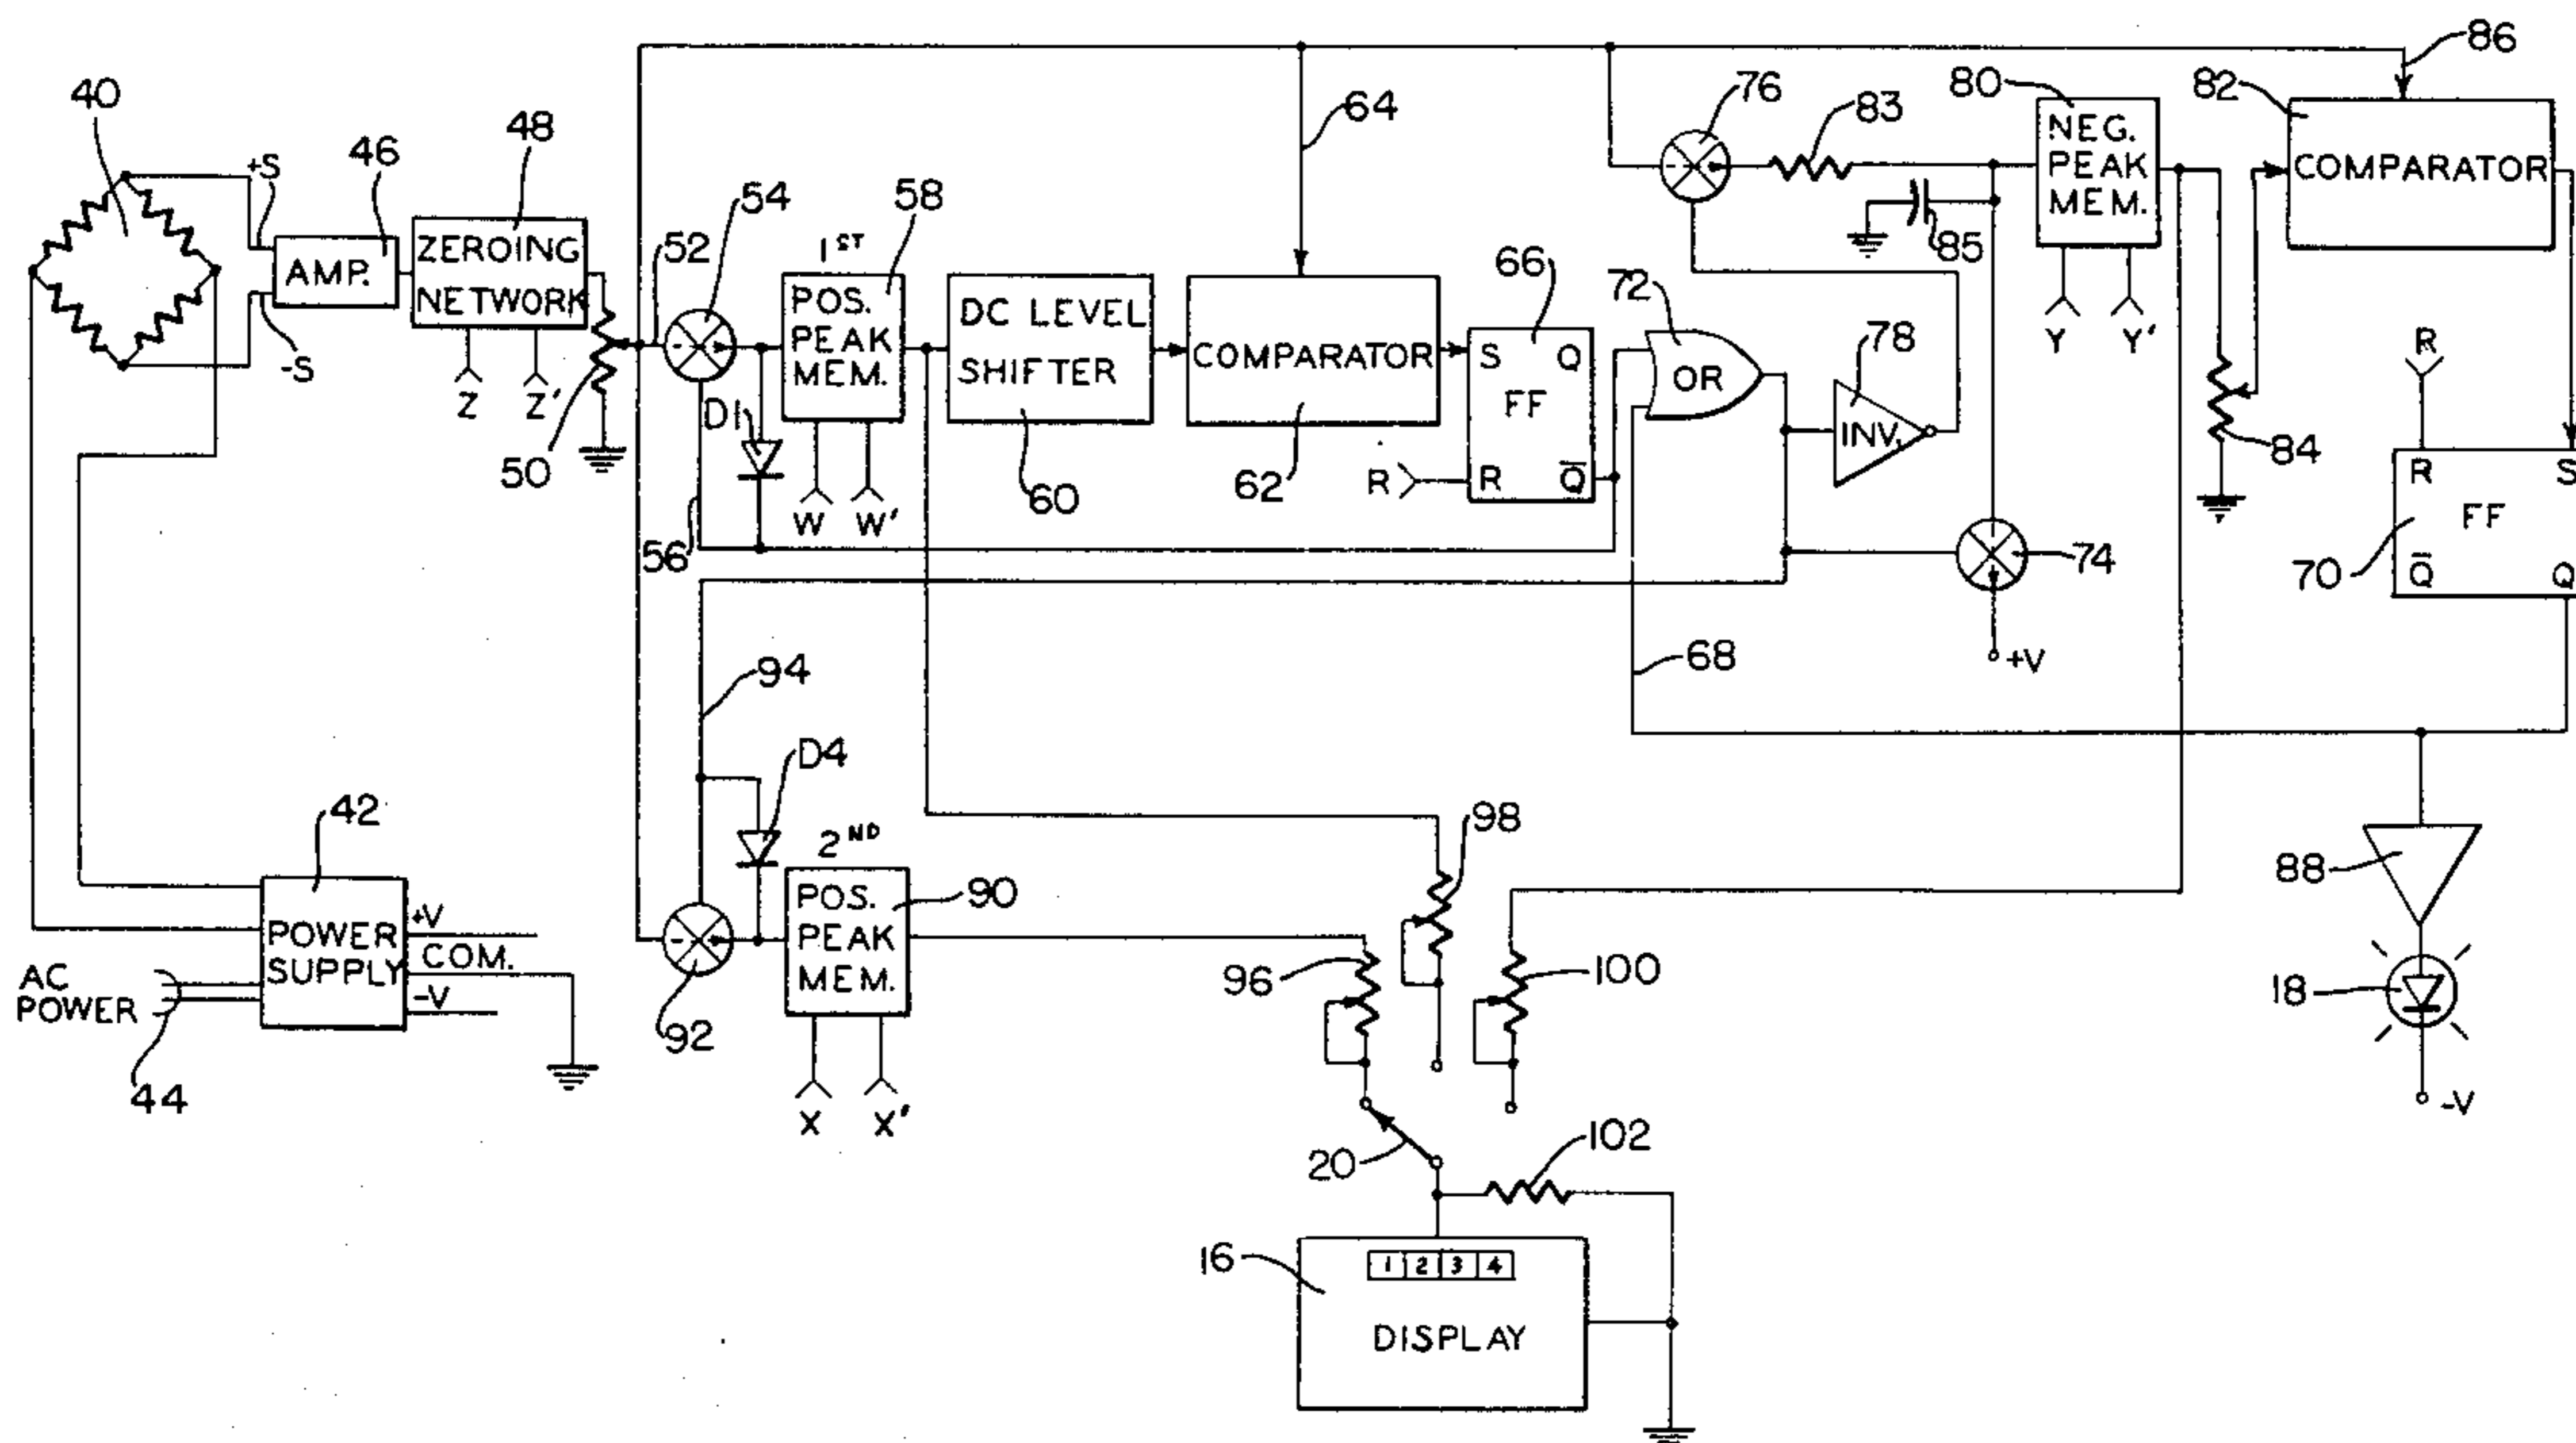 40
+S
-S
AMP.
46
48
ZEROING
NETWORK
Z
Z'
50
52
54
56
D1
1ST
58
POS.
PEAK
MEM.
W
W'
DC LEVEL
SHIFTER
60
64
COMPARATOR
62
66
S
Q
FF
R
R
Q̅
72
OR
68
76
83
85
78
INV.
74
+V
80
NEG.
PEAK
MEM.
Y
Y'
82
86
COMPARATOR
84
R
R
S
FF
70
Q̅
Q
88
18
-V
42
POWER
SUPPLY
+V
COM.
-V
AC
POWER
44
94
D4
92
2ND
90
POS.
PEAK
MEM.
X
X'
96
98
100
20
102
16
1 2 3 4
DISPLAY